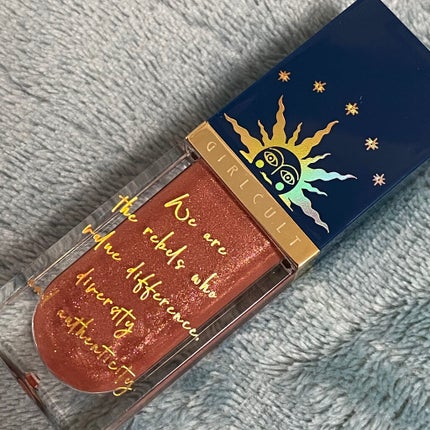 GIRLCULT
We are
the rebels who
value difference,
diversity
authenticity